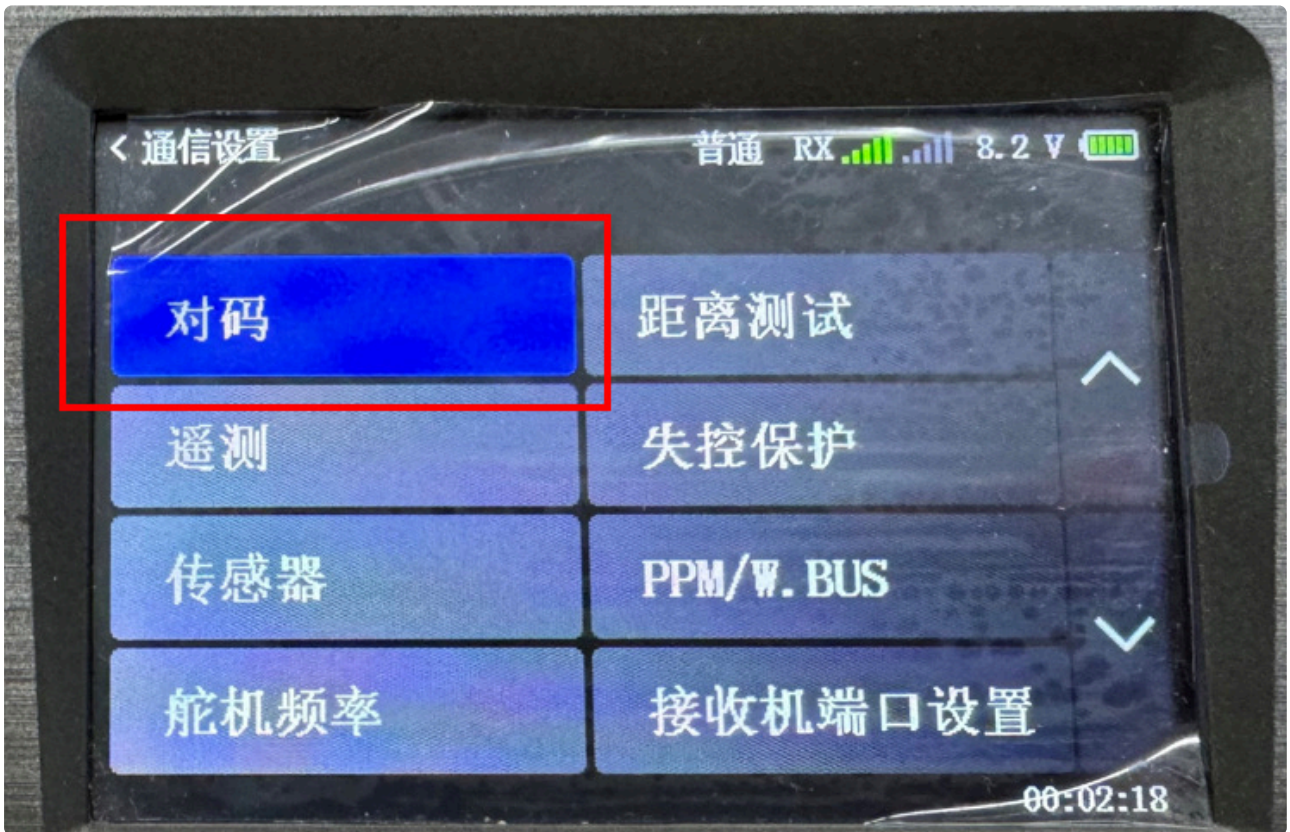 < 通信设置 普通 RX 8.2 V
对码 距离测试
遥测 失控保护
传感器 PPM/W.BUS
舵机频率 接收机端口设置
00:02:18